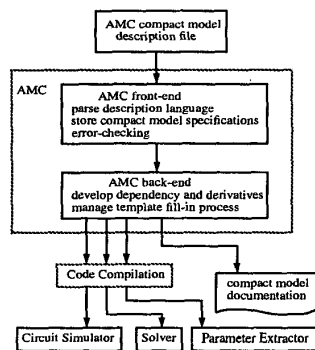 AMC compact model
description file
AMC
AMC front-end
parse description language
store compact model specifications
error-checking
AMC back-end
develop dependency and derivatives
manage template fill-in process
Code Compilation
compact model
documentation
Circuit Simulator
Solver
Parameter Extractor